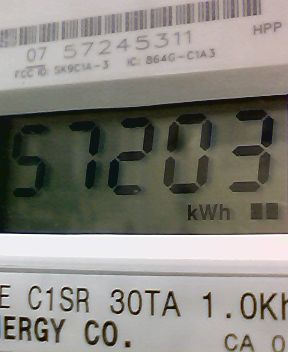 07 57245311
HPP
FCC ID: SK9C1A-3 IC: 864G-C1A3
57203
kWh
E C1SR 30TA 1.0Kh
ERGY CO.
CA 0